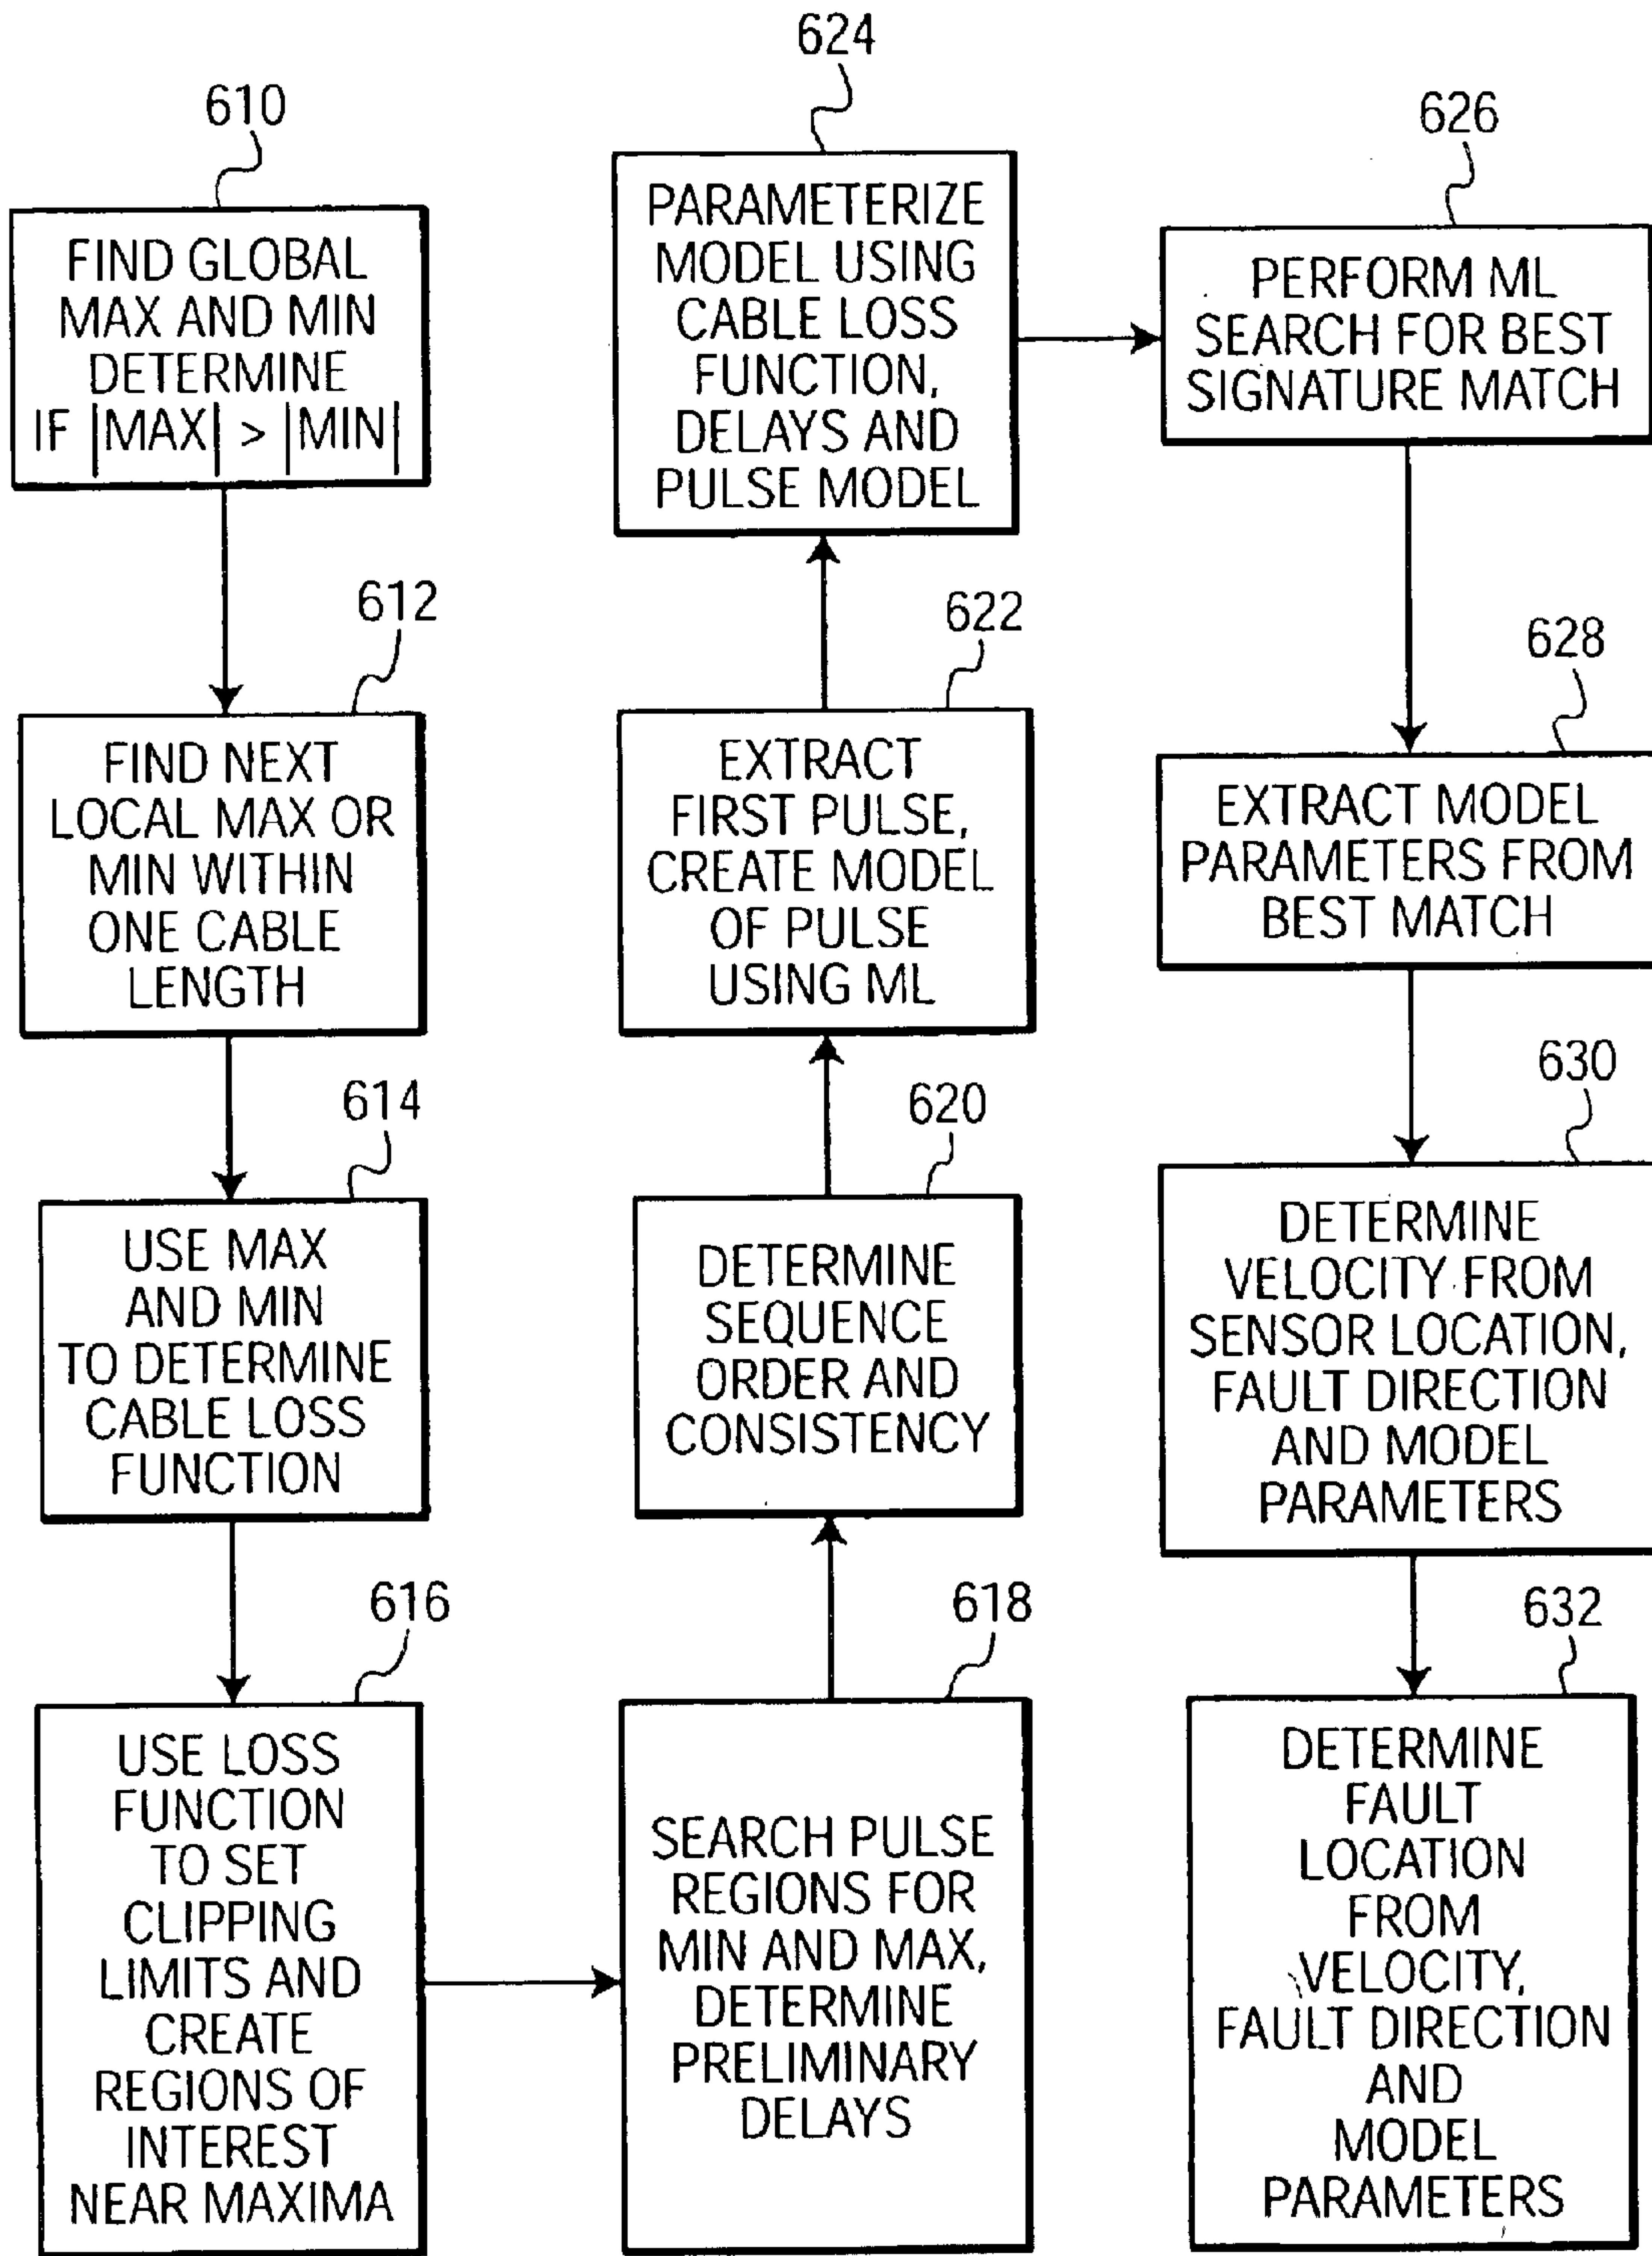 610
FIND GLOBAL
MAX AND MIN
DETERMINE
IF |MAX| > |MIN|
612
FIND NEXT
LOCAL MAX OR
MIN WITHIN
ONE CABLE
LENGTH
614
USE MAX
AND MIN
TO DETERMINE
CABLE LOSS
FUNCTION
616
USE LOSS
FUNCTION
TO SET
CLIPPING
LIMITS AND
CREATE
REGIONS OF
INTEREST
NEAR MAXIMA
618
SEARCH PULSE
REGIONS FOR
MIN AND MAX,
DETERMINE
PRELIMINARY
DELAYS
620
DETERMINE
SEQUENCE
ORDER AND
CONSISTENCY
622
EXTRACT
FIRST PULSE,
CREATE MODEL
OF PULSE
USING ML
624
PARAMETERIZE
MODEL USING
CABLE LOSS
FUNCTION,
DELAYS AND
PULSE MODEL
626
PERFORM ML
SEARCH FOR BEST
SIGNATURE MATCH
628
EXTRACT MODEL
PARAMETERS FROM
BEST MATCH
630
DETERMINE
VELOCITY FROM
SENSOR LOCATION,
FAULT DIRECTION
AND MODEL
PARAMETERS
632
DETERMINE
FAULT
LOCATION
FROM
VELOCITY,
FAULT DIRECTION
AND
MODEL
PARAMETERS